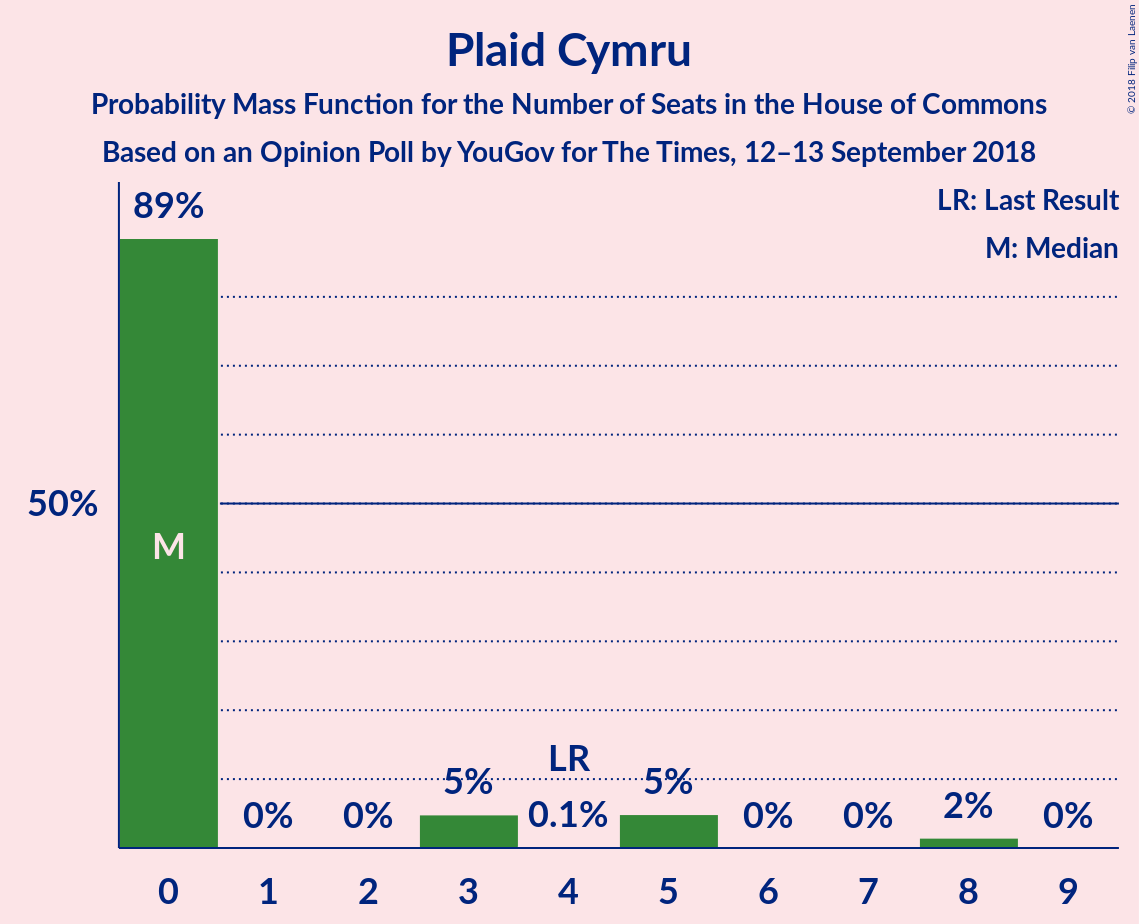 Plaid Cymru
Probability Mass Function for the Number of Seats in the House of Commons
Based on an Opinion Poll by YouGov for The Times, 12–13 September 2018
© 2018 Filip van Laenen
LR: Last Result
M: Median
89%
50%
M
LR
5%
5%
0%
0%
0.1%
0%
0%
2%
0%
0 1 2 3 4 5 6 7 8 9